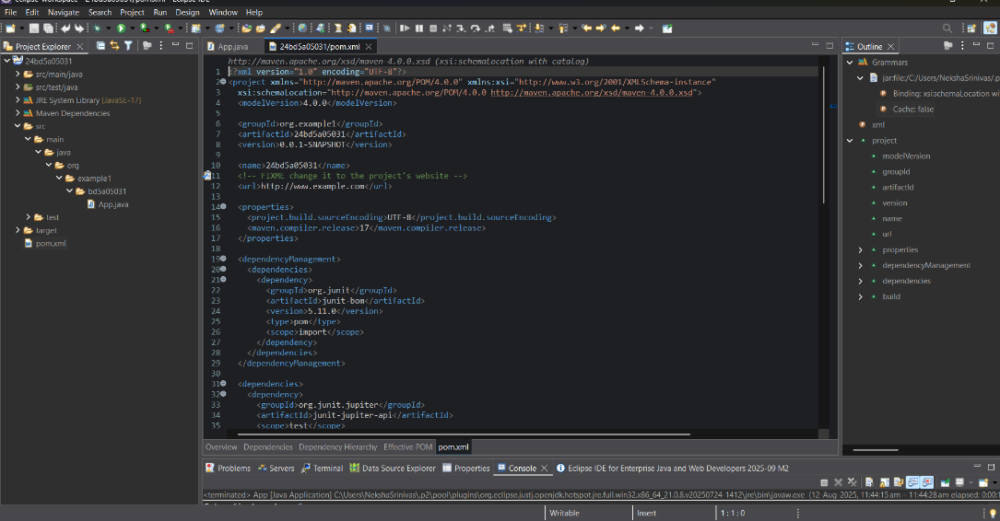 eclipse-workspace - 24bd5a05031/pom.xml - Eclipse IDE
File Edit Navigate Search Project Run Design Window Help
Project Explorer
24bd5a05031
src/main/java
src/test/java
JRE System Library [JavaSE-17]
Maven Dependencies
src
main
java
org
example1
bd5a05031
App.java
test
target
pom.xml
App.java
24bd5a05031/pom.xml
http://maven.apache.org/xsd/maven-4.0.0.xsd (xsi:schemaLocation with catalog)
1 <?xml version="1.0" encoding="UTF-8"?>
2 <project xmlns="http://maven.apache.org/POM/4.0.0" xmlns:xsi="http://www.w3.org/2001/XMLSchema-instance"
3 xsi:schemaLocation="http://maven.apache.org/POM/4.0.0 http://maven.apache.org/xsd/maven-4.0.0.xsd">
4 <modelVersion>4.0.0</modelVersion>
5
6 <groupId>org.example1</groupId>
7 <artifactId>24bd5a05031</artifactId>
8 <version>0.0.1-SNAPSHOT</version>
9
10 <name>24bd5a05031</name>
11 <!-- FIXME change it to the project's website -->
12 <url>http://www.example.com</url>
13
14 <properties>
15 <project.build.sourceEncoding>UTF-8</project.build.sourceEncoding>
16 <maven.compiler.release>17</maven.compiler.release>
17 </properties>
18
19 <dependencyManagement>
20 <dependencies>
21 <dependency>
22 <groupId>org.junit</groupId>
23 <artifactId>junit-bom</artifactId>
24 <version>5.11.0</version>
25 <type>pom</type>
26 <scope>import</scope>
27 </dependency>
28 </dependencies>
29 </dependencyManagement>
30
31 <dependencies>
32 <dependency>
33 <groupId>org.junit.jupiter</groupId>
34 <artifactId>junit-jupiter-api</artifactId>
35 <scope>test</scope>
Overview Dependencies Dependency Hierarchy Effective POM pom.xml
Outline
Grammars
jar:file:/C:/Users/NekshaSrinivas/.p
Binding: xsi:schemaLocation wi
Cache: false
xml
project
modelVersion
groupId
artifactId
version
name
url
properties
dependencyManagement
dependencies
build
Problems Servers Terminal Data Source Explorer Properties Console Eclipse IDE for Enterprise Java and Web Developers 2025-09 M2
<terminated> App [Java Application] C:\Users\NekshaSrinivas\.p2\pool\plugins\org.eclipse.justj.openjdk.hotspot.jre.full.win32.x86_64_21.0.8.v20250724-1412\jre\bin\javaw.exe (12 Aug 2025, 11:44:15 am – 11:44:28 am elapsed: 0:00:1
Writable Insert 1 : 1 : 0